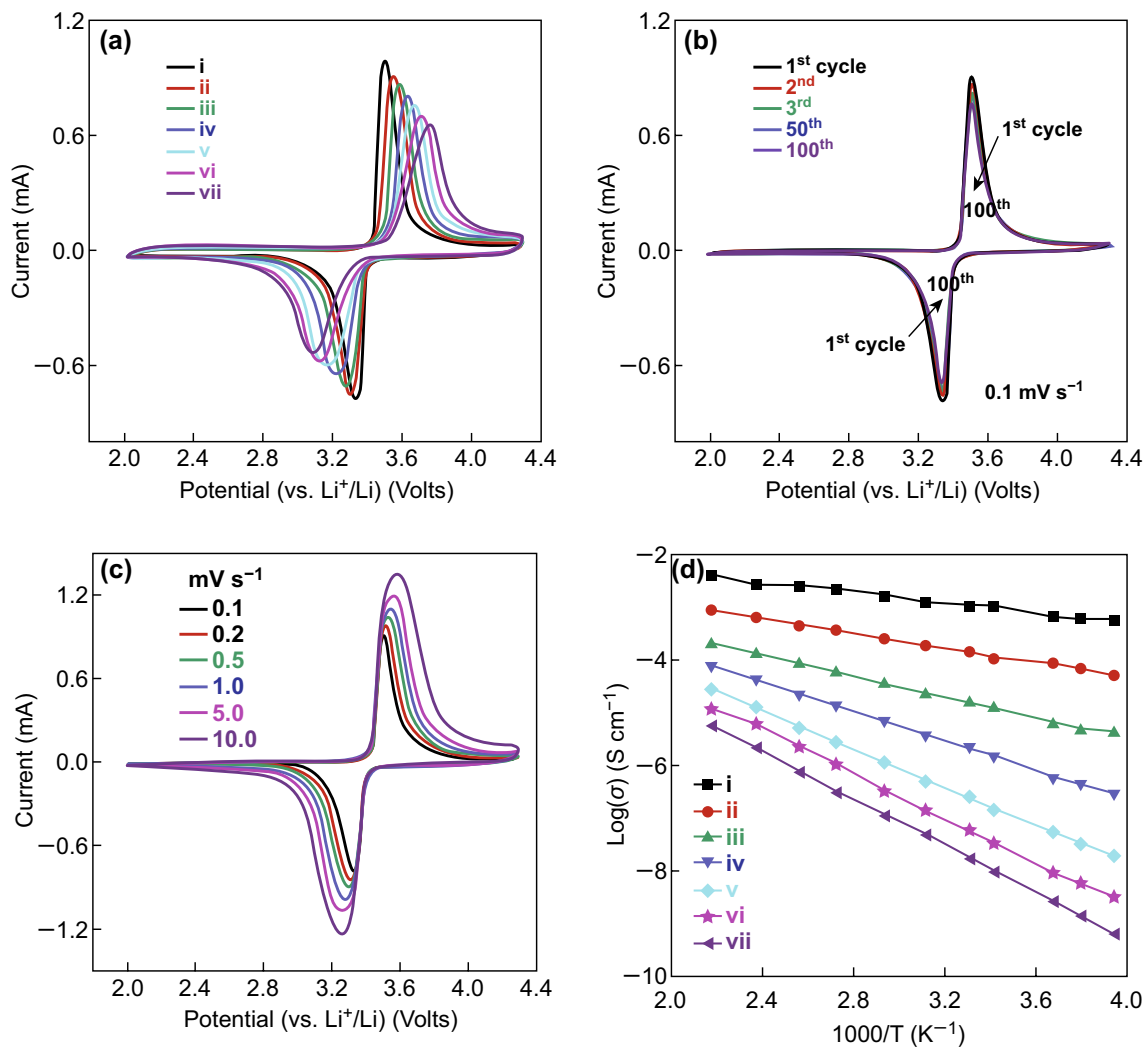 (a)
1.2
0.6
0.0
−0.6
Current (mA)
i
ii
iii
iv
v
vi
vii
2.0 2.4 2.8 3.2 3.6 4.0 4.4
Potential (vs. Li⁺/Li) (Volts)
(b)
1.2
0.6
0.0
−0.6
Current (mA)
1ˢᵗ cycle
2ⁿᵈ
3ʳᵈ
50ᵗʰ
100ᵗʰ
1ˢᵗ cycle
100ᵗʰ
100ᵗʰ
1ˢᵗ cycle
0.1 mV s⁻¹
2.0 2.4 2.8 3.2 3.6 4.0 4.4
Potential (vs. Li⁺/Li) (Volts)
(c)
1.2
0.6
0.0
−0.6
−1.2
Current (mA)
mV s⁻¹
0.1
0.2
0.5
1.0
5.0
10.0
2.0 2.4 2.8 3.2 3.6 4.0 4.4
Potential (vs. Li⁺/Li) (Volts)
(d)
−2
−4
−6
−8
−10
Log(σ) (S cm⁻¹)
i
ii
iii
iv
v
vi
vii
2.0 2.4 2.8 3.2 3.6 4.0
1000/T (K⁻¹)